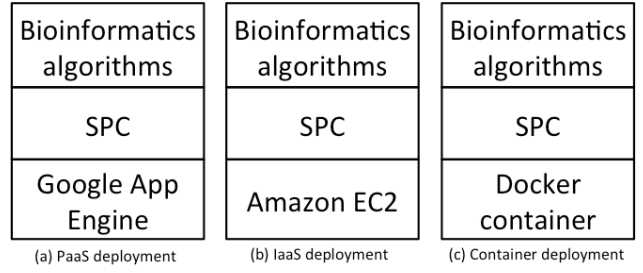 Bioinformatics
algorithms
SPC
Google App
Engine
(a) PaaS deployment
Bioinformatics
algorithms
SPC
Amazon EC2
(b) IaaS deployment
Bioinformatics
algorithms
SPC
Docker
container
(c) Container deployment